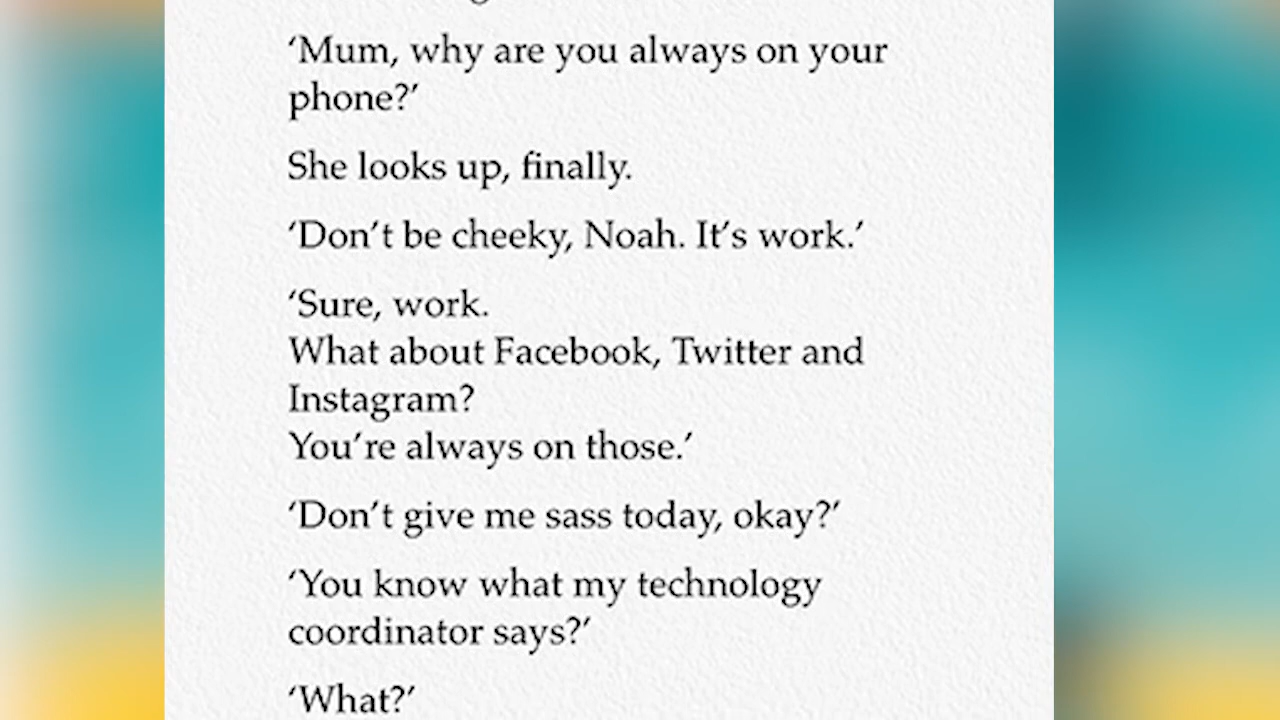 ‘Mum, why are you always on your
phone?’
She looks up, finally.
‘Don’t be cheeky, Noah. It’s work.’
‘Sure, work.
What about Facebook, Twitter and
Instagram?
You’re always on those.’
‘Don’t give me sass today, okay?’
‘You know what my technology
coordinator says?’
‘What?’